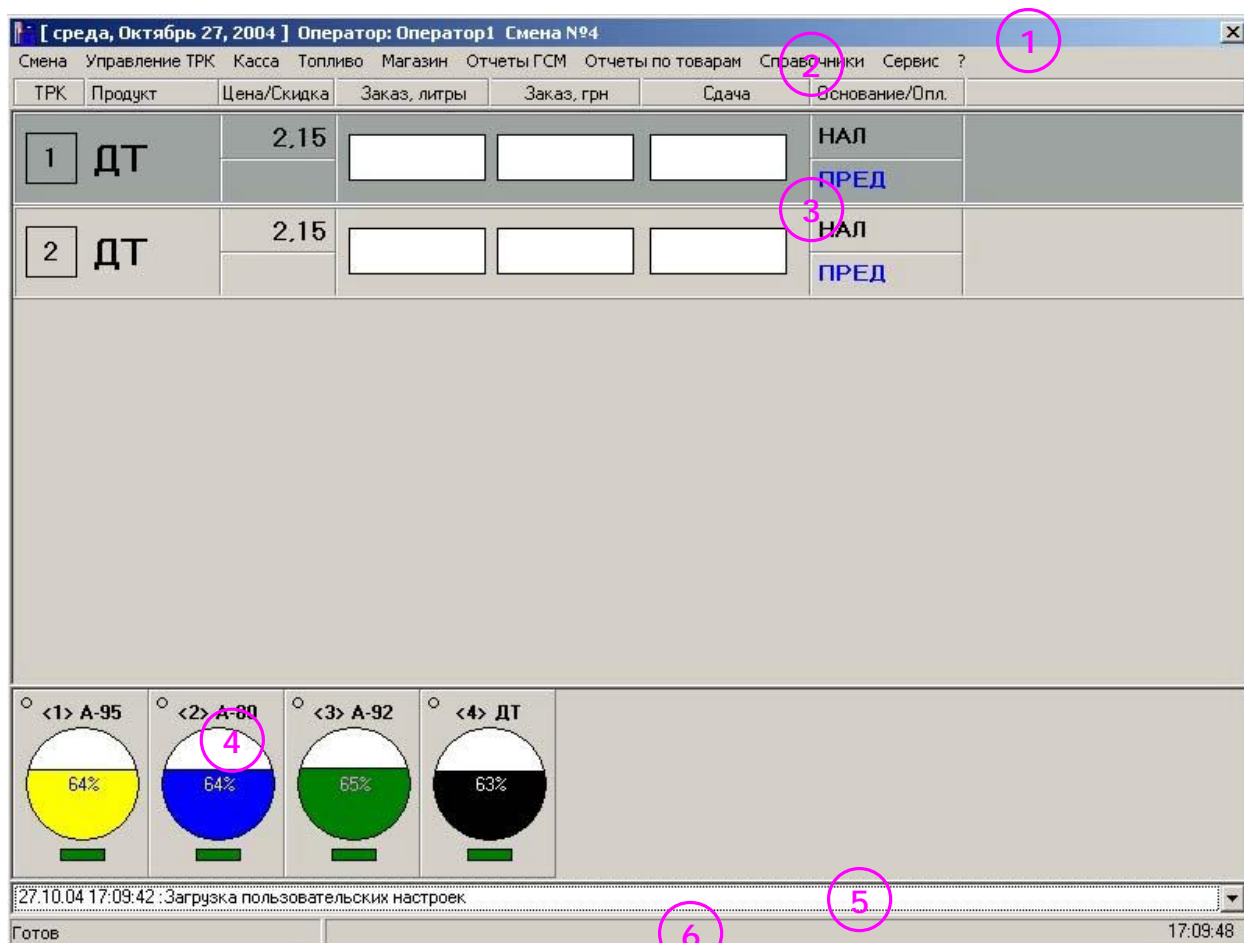 [ среда, Октябрь 27, 2004 ] Оператор: Оператор1 Смена №4
1
Смена Управление ТРК Касса Топливо Магазин Отчеты ГСМ Отчеты по товарам Справочники Сервис ?
2
ТРК Продукт Цена/Скидка Заказ, литры Заказ, грн Сдача Основание/Опл.
1 ДТ 2,15 НАЛ
ПРЕД
3
2 ДТ 2,15 НАЛ
ПРЕД
<1> А-95 <2> А-80 <3> А-92 <4> ДТ
4
64% 64% 65% 63%
27.10.04 17:09:42 :Загрузка пользовательских настроек
5
Готов 6 17:09:48